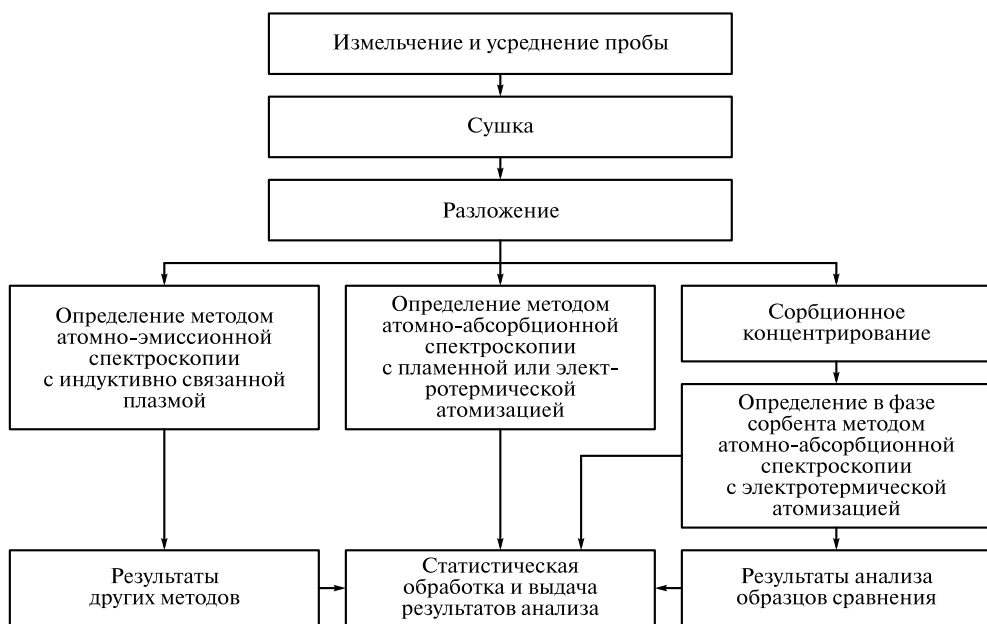 Измельчение и усреднение пробы
Сушка
Разложение
Определение методом
атомно-эмиссионной
спектроскопии
с индуктивно связанной
плазмой
Определение методом
атомно-абсорбционной
спектроскопии
с пламенной или элект-
ротермической
атомизацией
Сорбционное
концентрирование
Определение в фазе
сорбента методом
атомно-абсорбционной
спектроскопии
с электротермической
атомизацией
Результаты
других методов
Статистическая
обработка и выдача
результатов анализа
Результаты анализа
образцов сравнения